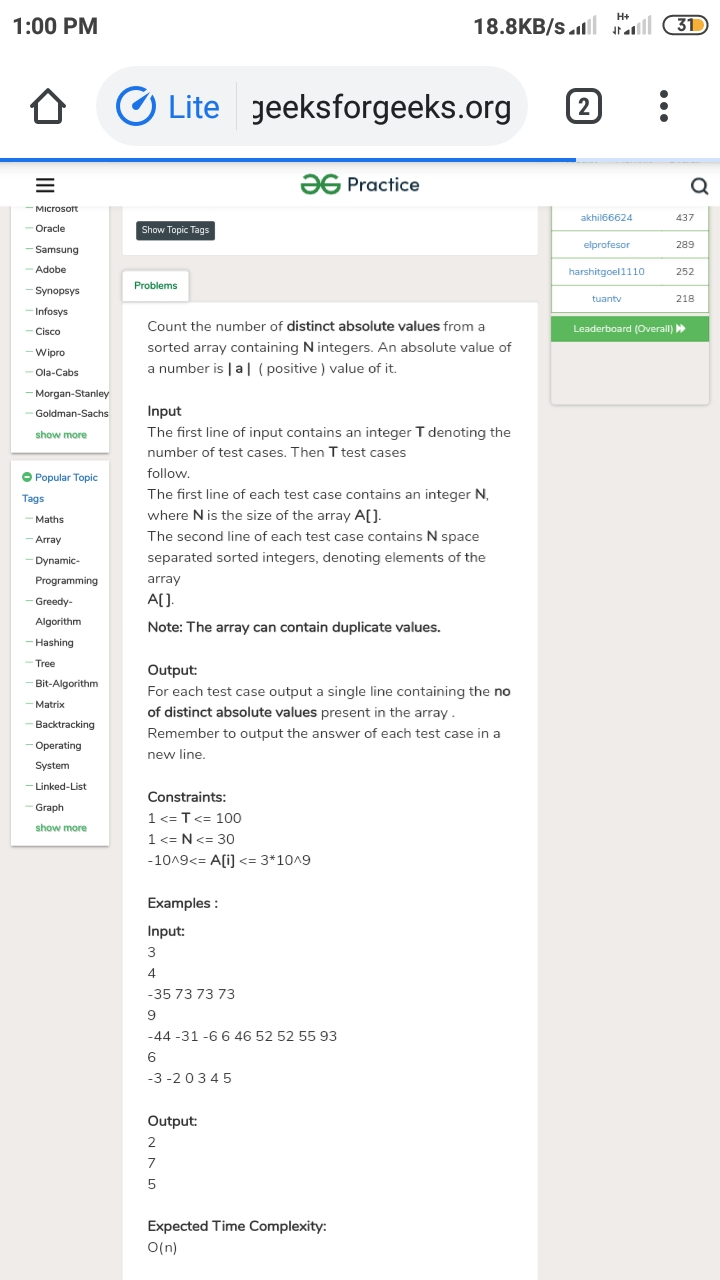 1:00 PM
18.8KB/s
H+
31
Lite
geeksforgeeks.org
2
Practice
Microsoft
Oracle
Samsung
Adobe
Synopsys
Infosys
Cisco
Wipro
Ola-Cabs
Morgan-Stanley
Goldman-Sachs
show more
Popular Topic
Tags
Maths
Array
Dynamic-
Programming
Greedy-
Algorithm
Hashing
Tree
Bit-Algorithm
Matrix
Backtracking
Operating
System
Linked-List
Graph
show more
Show Topic Tags
Problems
Count the number of distinct absolute values from a
sorted array containing N integers. An absolute value of
a number is | a | ( positive ) value of it.
Input
The first line of input contains an integer T denoting the
number of test cases. Then T test cases
follow.
The first line of each test case contains an integer N,
where N is the size of the array A[ ].
The second line of each test case contains N space
separated sorted integers, denoting elements of the
array
A[ ].
Note: The array can contain duplicate values.
Output:
For each test case output a single line containing the no
of distinct absolute values present in the array .
Remember to output the answer of each test case in a
new line.
Constraints:
1 <= T <= 100
1 <= N <= 30
-10^9<= A[i] <= 3*10^9
Examples :
Input:
3
4
-35 73 73 73
9
-44 -31 -6 6 46 52 52 55 93
6
-3 -2 0 3 4 5
Output:
2
7
5
Expected Time Complexity:
O(n)
akhil66624 437
elprofesor 289
harshitgoel1110 252
tuantv 218
Leaderboard (Overall)